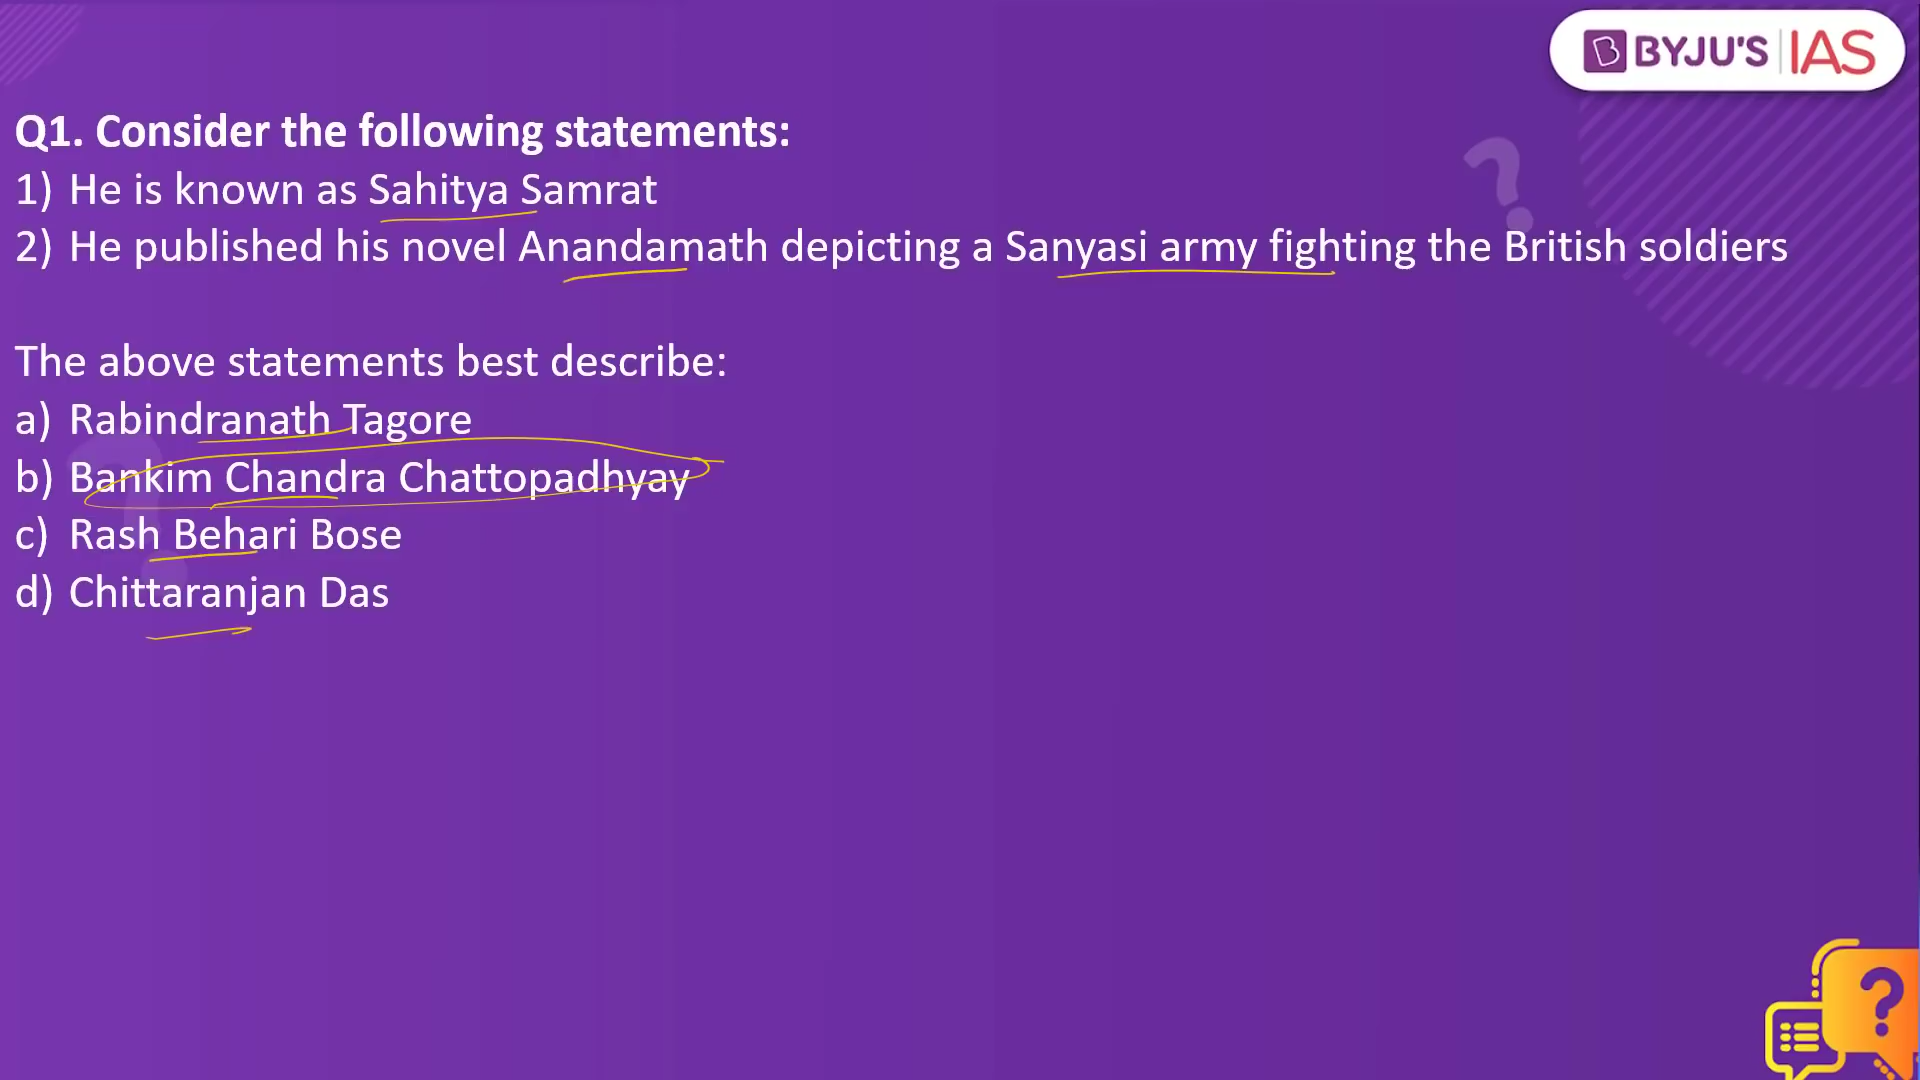 BYJU'S IAS
Q1. Consider the following statements:
1) He is known as Sahitya Samrat
2) He published his novel Anandamath depicting a Sanyasi army fighting the British soldiers
The above statements best describe:
a) Rabindranath Tagore
b) Bankim Chandra Chattopadhyay
c) Rash Behari Bose
d) Chittaranjan Das